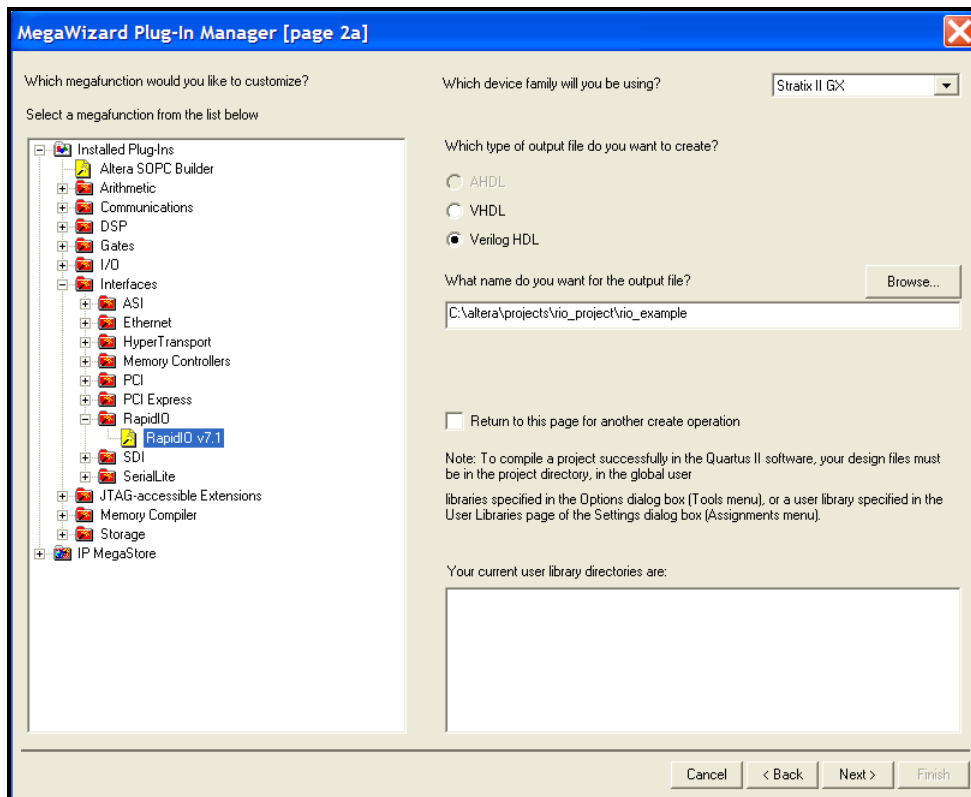 MegaWizard Plug-In Manager [page 2a]
Which megafunction would you like to customize?
Select a megafunction from the list below
Installed Plug-Ins
Altera SOPC Builder
Arithmetic
Communications
DSP
Gates
I/O
Interfaces
ASI
Ethernet
HyperTransport
Memory Controllers
PCI
PCI Express
RapidIO
RapidIO v7.1
SDI
SerialLite
JTAG-accessible Extensions
Memory Compiler
Storage
IP MegaStore
Which device family will you be using?
Stratix II GX
Which type of output file do you want to create?
AHDL
VHDL
Verilog HDL
What name do you want for the output file?
Browse...
C:\altera\projects\rio_project\rio_example
Return to this page for another create operation
Note: To compile a project successfully in the Quartus II software, your design files must
be in the project directory, in the global user
libraries specified in the Options dialog box (Tools menu), or a user library specified in the
User Libraries page of the Settings dialog box (Assignments menu).
Your current user library directories are:
Cancel
< Back
Next >
Finish